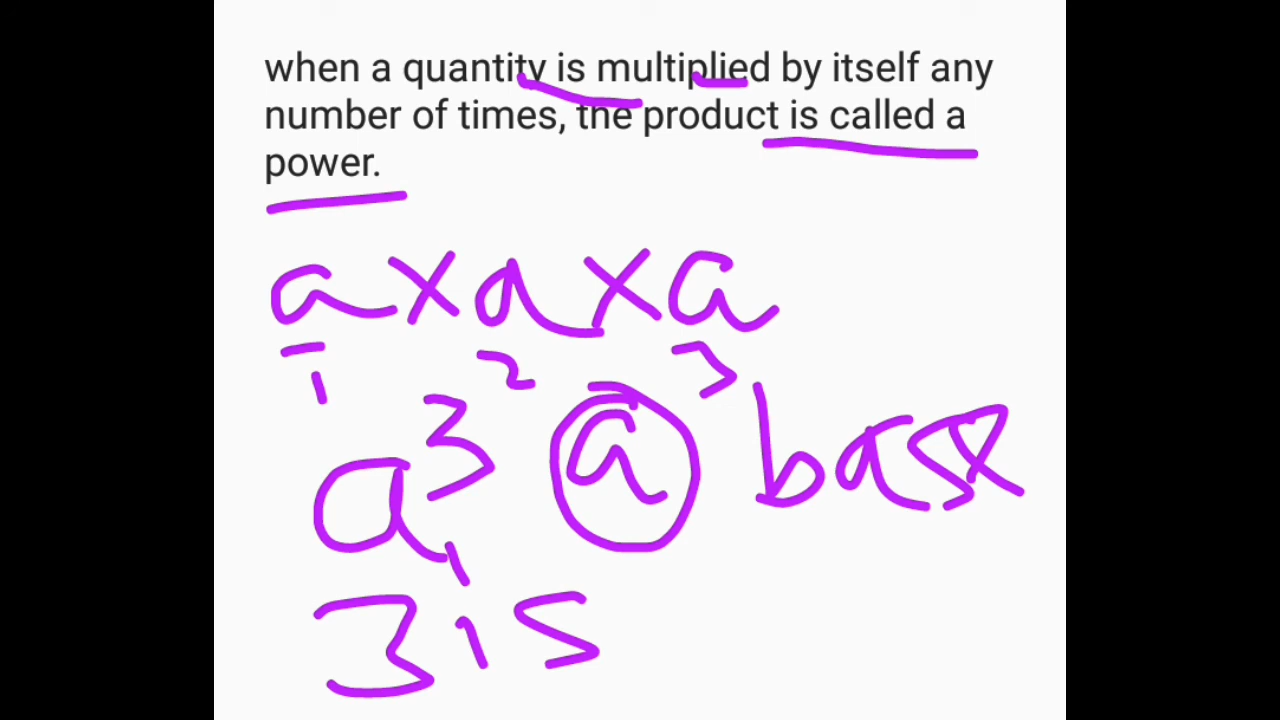 when a quantity is multiplied by itself any
number of times, the product is called a
power.
a × a × a
1 2 3
a³ a base
3 is